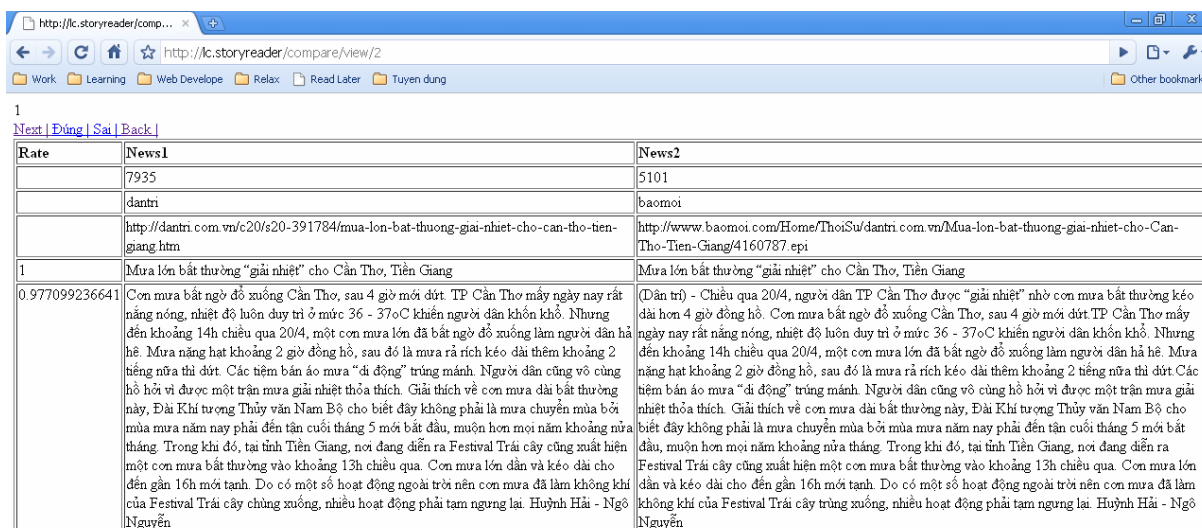 http://lc.storyreader/comp...
http://lc.storyreader/compare/view/2
Work Learning Web Develope Relax Read Later Tuyen dung Other bookmark
1
Next | Đúng | Sai | Back |
Rate News1 News2
7935 5101
dantri baomoi
http://dantri.com.vn/c20/s20-391784/mua-lon-bat-thuong-giai-nhiet-cho-can-tho-tien-
giang.htm
http://www.baomoi.com/Home/ThoiSu/dantri.com.vn/Mua-lon-bat-thuong-giai-nhiet-cho-Can-
Tho-Tien-Giang/4160787.epi
1 Mưa lớn bất thường “giải nhiệt” cho Cần Thơ, Tiền Giang Mưa lớn bất thường “giải nhiệt” cho Cần Thơ, Tiền Giang
0.977099236641
Cơn mưa bất ngờ đổ xuống Cần Thơ, sau 4 giờ mới dứt. TP Cần Thơ mấy ngày nay rất
nắng nóng, nhiệt độ luôn duy trì ở mức 36 - 37oC khiến người dân khốn khổ. Nhưng
đến khoảng 14h chiều qua 20/4, một cơn mưa lớn đã bất ngờ đổ xuống làm người dân hả
hê. Mưa nặng hạt khoảng 2 giờ đồng hồ, sau đó là mưa rả rích kéo dài thêm khoảng 2
tiếng nữa thì dứt. Các tiệm bán áo mưa “di động” trúng mánh. Người dân cũng vô cùng
hồ hởi vì được một trận mưa giải nhiệt thỏa thích. Giải thích về cơn mưa dài bất thường
này, Đài Khí tượng Thủy văn Nam Bộ cho biết đây không phải là mưa chuyển mùa bởi
mùa mưa năm nay phải đến tận cuối tháng 5 mới bắt đầu, muộn hơn mọi năm khoảng nửa
tháng. Trong khi đó, tại tỉnh Tiền Giang, nơi đang diễn ra Festival Trái cây cũng xuất hiện
một cơn mưa bất thường vào khoảng 13h chiều qua. Cơn mưa lớn dần và kéo dài cho
đến gần 16h mới tạnh. Do có một số hoạt động ngoài trời nên cơn mưa đã làm không khí
của Festival Trái cây chùng xuống, nhiều hoạt động phải tạm ngưng lại. Huỳnh Hải - Ngô
Nguyễn
(Dân trí) - Chiều qua 20/4, người dân TP Cần Thơ được “giải nhiệt” nhờ cơn mưa bất thường kéo
dài hơn 4 giờ đồng hồ. Cơn mưa bất ngờ đổ xuống Cần Thơ, sau 4 giờ mới dứt.TP Cần Thơ mấy
ngày nay rất nắng nóng, nhiệt độ luôn duy trì ở mức 36 - 37oC khiến người dân khốn khổ. Nhưng
đến khoảng 14h chiều qua 20/4, một cơn mưa lớn đã bất ngờ đổ xuống làm người dân hả hê. Mưa
nặng hạt khoảng 2 giờ đồng hồ, sau đó là mưa rả rích kéo dài thêm khoảng 2 tiếng nữa thì dứt.Các
tiệm bán áo mưa “di động” trúng mánh. Người dân cũng vô cùng hồ hởi vì được một trận mưa giải
nhiệt thỏa thích. Giải thích về cơn mưa dài bất thường này, Đài Khí tượng Thủy văn Nam Bộ cho
biết đây không phải là mưa chuyển mùa bởi mùa mưa năm nay phải đến tận cuối tháng 5 mới bắt
đầu, muộn hơn mọi năm khoảng nửa tháng. Trong khi đó, tại tỉnh Tiền Giang, nơi đang diễn ra
Festival Trái cây cũng xuất hiện một cơn mưa bất thường vào khoảng 13h chiều qua. Cơn mưa lớn
dần và kéo dài cho đến gần 16h mới tạnh. Do có một số hoạt động ngoài trời nên cơn mưa đã làm
không khí của Festival Trái cây trùng xuống, nhiều hoạt động phải tạm ngưng lại. Huỳnh Hải - Ngô
Nguyễn